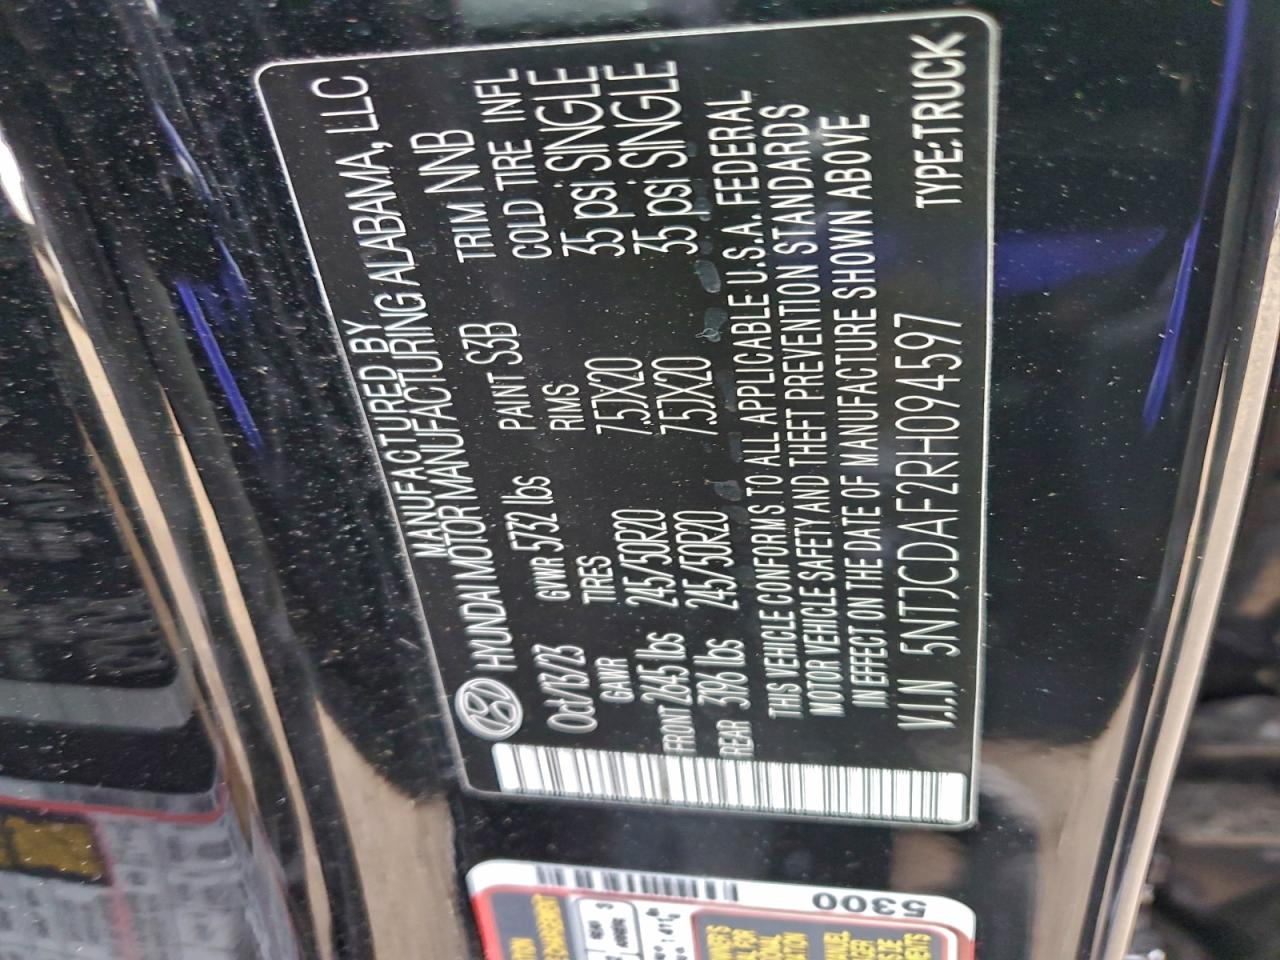 MANUFACTURED BY
HYUNDAI MOTOR MANUFACTURING ALABAMA, LLC
Oct/13/23 GVWR 5732 lbs PAINT S3B TRIM NNB
GAWR TIRES RIMS COLD TIRE INFL
FRONT 2645 lbs 245/50R20 7.5JX20 35 psi SINGLE
REAR 3196 lbs 245/50R20 7.5JX20 35 psi SINGLE
THIS VEHICLE CONFORMS TO ALL APPLICABLE U.S.A. FEDERAL
MOTOR VEHICLE SAFETY AND THEFT PREVENTION STANDARDS
IN EFFECT ON THE DATE OF MANUFACTURE SHOWN ABOVE
V.I.N 5NTJCDAF2RH094597 TYPE:TRUCK
5300